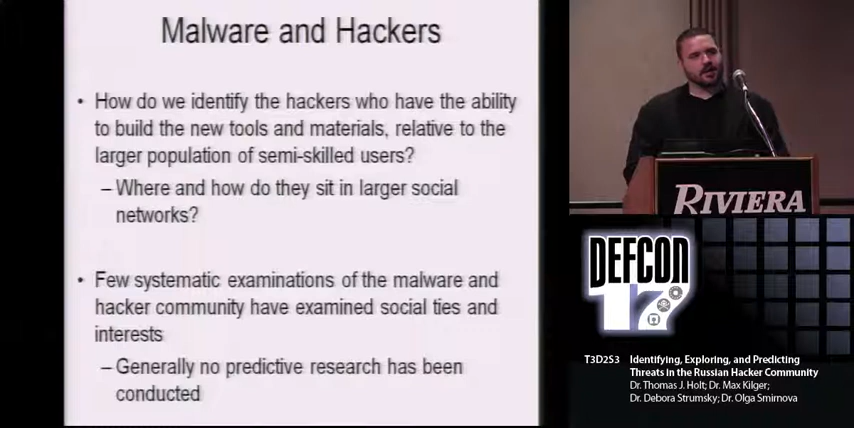 Malware and Hackers
• How do we identify the hackers who have the ability
to build the new tools and materials, relative to the
larger population of semi-skilled users?
– Where and how do they sit in larger social
networks?
• Few systematic examinations of the malware and
hacker community have examined social ties and
interests
– Generally no predictive research has been
conducted
RIVIERA
DEFCON
17
T3D2S3 Identifying, Exploring, and Predicting
Threats in the Russian Hacker Community
Dr. Thomas J. Holt; Dr. Max Kilger;
Dr. Debora Strumsky; Dr. Olga Smirnova